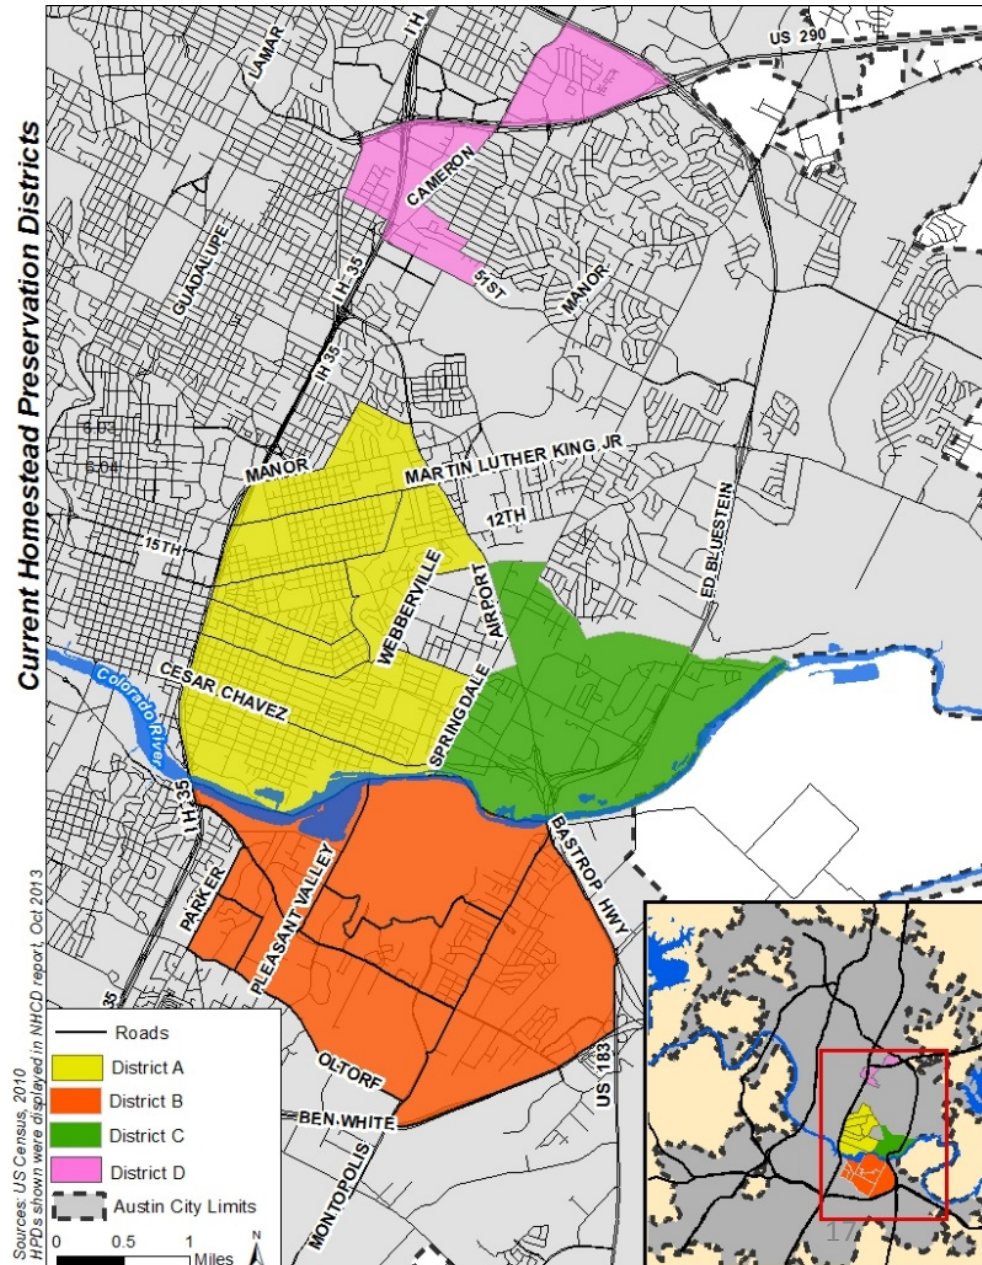 Current Homestead Preservation Districts
LAMAR
I H
US 290
CAMERON
GUADALUPE
I H 35
51ST
MANOR
IH 35
MANOR
MARTIN LUTHER KING JR
12TH
15TH
ED BLUESTEIN
WEBBERVILLE
AIRPORT
CESAR CHAVEZ
SPRINGDALE
Colorado River
I H 35
BASTROP HWY
PARKER
PLEASANT VALLEY
35
OLTORF
US 183
BEN WHITE
MONTOPOLIS
Roads
District A
District B
District C
District D
Austin City Limits
0 0.5 1
Miles
N
17
Sources: US Census, 2010
HPDs shown were displayed in NHCD report, Oct 2013